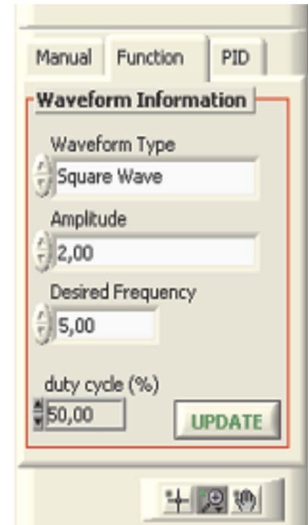 Manual Function PID
Waveform Information
Waveform Type
Square Wave
Amplitude
2,00
Desired Frequency
5,00
duty cycle (%)
50,00
UPDATE